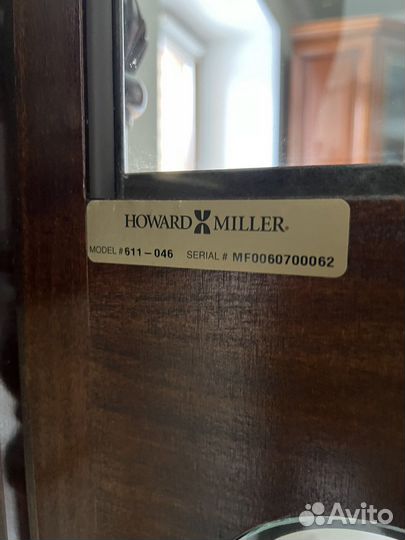 HOWARD MILLER®
MODEL # 611-046 SERIAL # MF0060700062
Avito